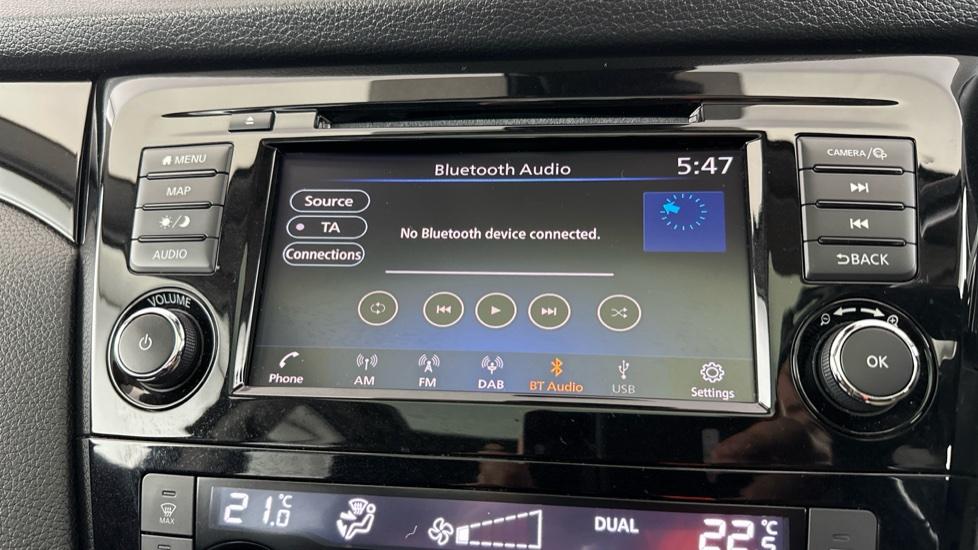 MENU
MAP
AUDIO
VOLUME
Bluetooth Audio 5:47
Source
TA
Connections
No Bluetooth device connected.
Phone AM FM DAB BT Audio USB Settings
CAMERA/
BACK
OK
MAX
21.0°C DUAL 22.5°C